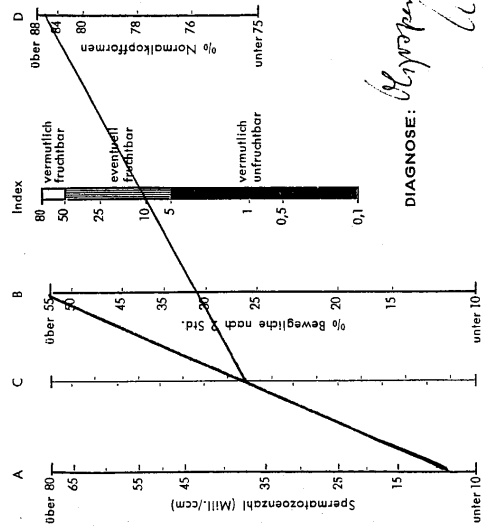 A
über 80
65
55
45
35
25
15
unter 10
Spermatozoenzahl (Mill./ccm)
C
B
über 55
50
45
35
30
25
20
15
unter 10
% Bewegliche nach 2 Std.
Index
80
50
25
10
5
1
0,5
0,1
vermutlich
fruchtbar
eventuell
fruchtbar
vermutlich
unfruchtbar
D
über 88
84
80
78
76
unter 75
% Normalkopfformen
DIAGNOSE: